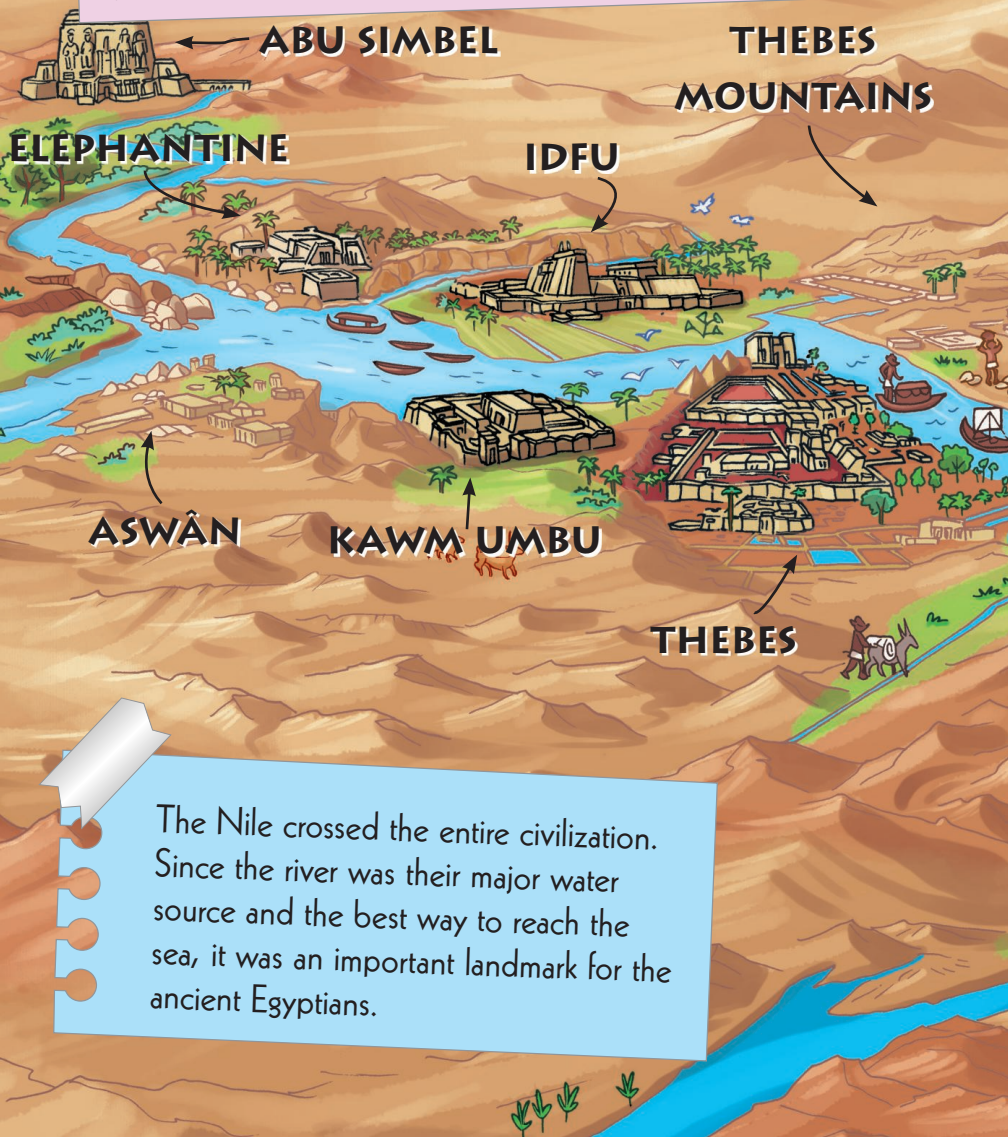 ABU SIMBEL
THEBES
MOUNTAINS
ELEPHANTINE
IDFU
ASWÂN
KAWM UMBU
THEBES
The Nile crossed the entire civilization.
Since the river was their major water
source and the best way to reach the
sea, it was an important landmark for the
ancient Egyptians.